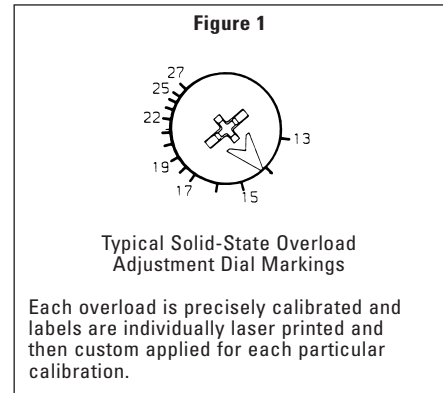 Figure 1
27
25
22
19
17
15
13
Typical Solid-State Overload
Adjustment Dial Markings
Each overload is precisely calibrated and
labels are individually laser printed and
then custom applied for each particular
calibration.